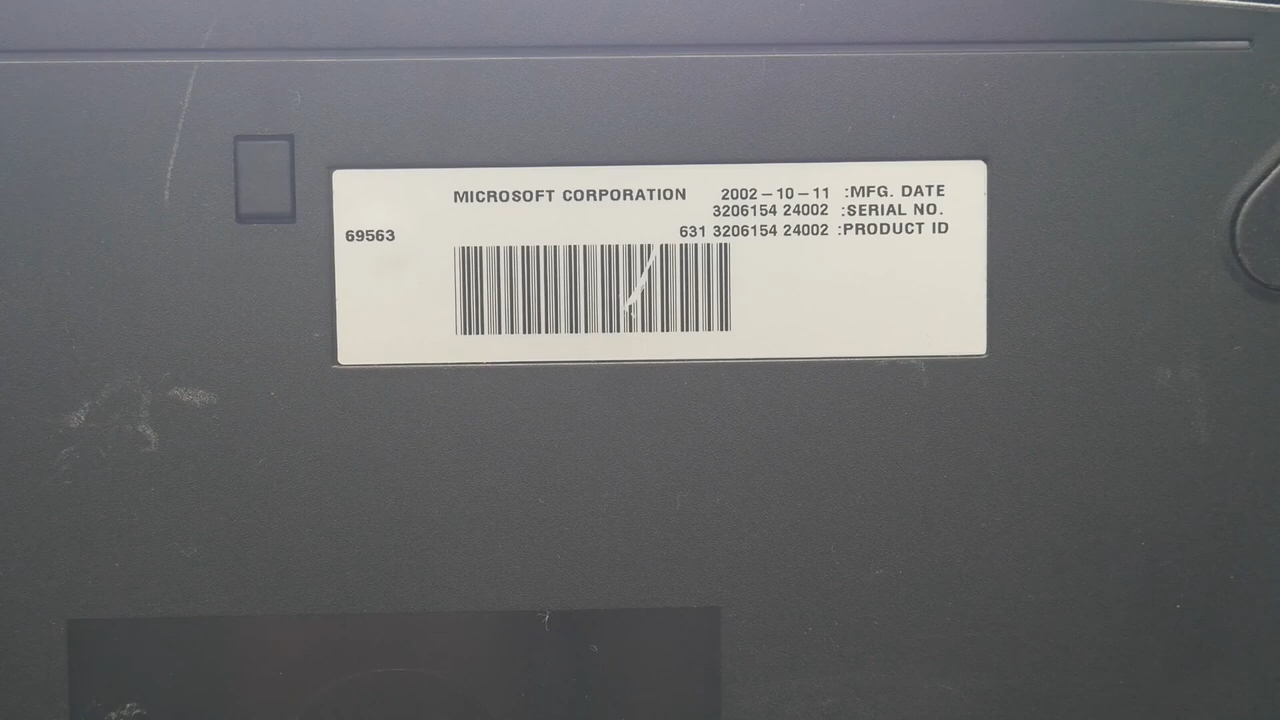 MICROSOFT CORPORATION 2002-10-11 :MFG. DATE
3206154 24002 :SERIAL NO.
69563 631 3206154 24002 :PRODUCT ID